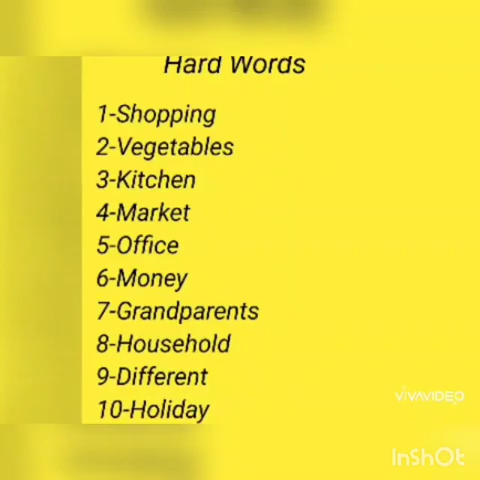 Hard Words
1-Shopping
2-Vegetables
3-Kitchen
4-Market
5-Office
6-Money
7-Grandparents
8-Household
9-Different
10-Holiday
VIVAVIDEO
InShOt